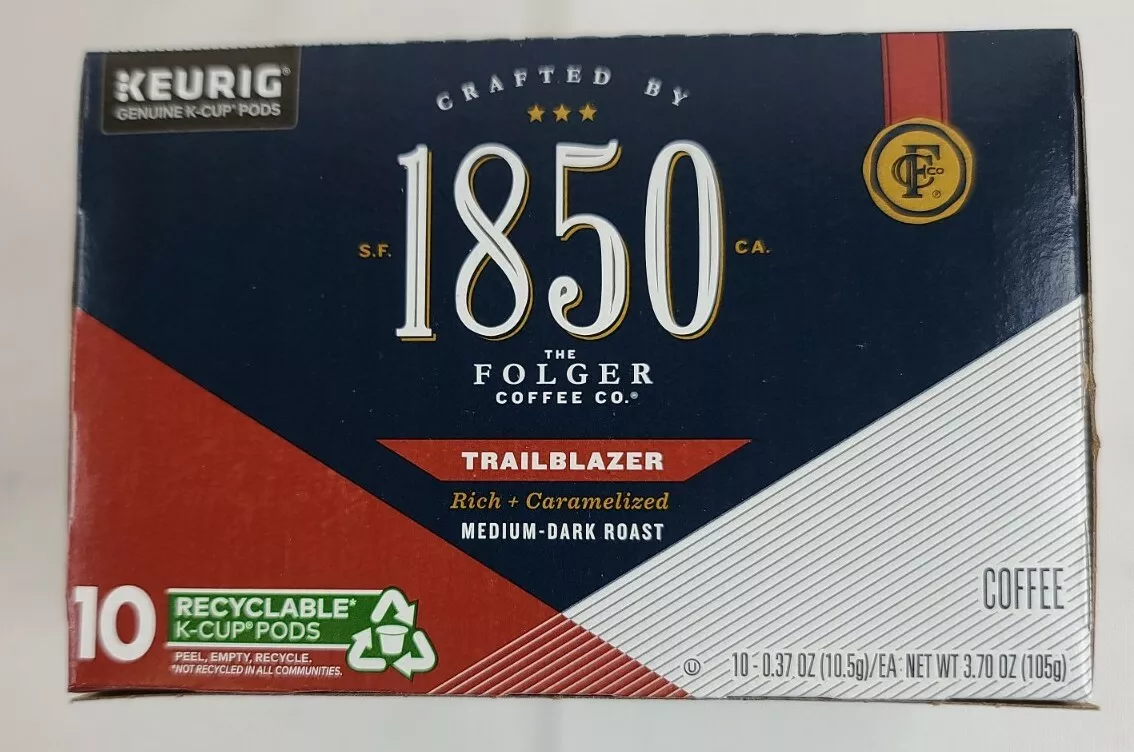 KEURIG®
GENUINE K-CUP® PODS
CRAFTED BY
1850
S.F.
CA.
FCCO
®
THE
FOLGER
COFFEE CO.®
TRAILBLAZER
Rich + Caramelized
MEDIUM-DARK ROAST
10
RECYCLABLE*
K-CUP® PODS
PEEL, EMPTY, RECYCLE.
*NOT RECYCLED IN ALL COMMUNITIES.
COFFEE
U 10 - 0.37 OZ (10.5g)/EA· NET WT 3.70 OZ (105g)